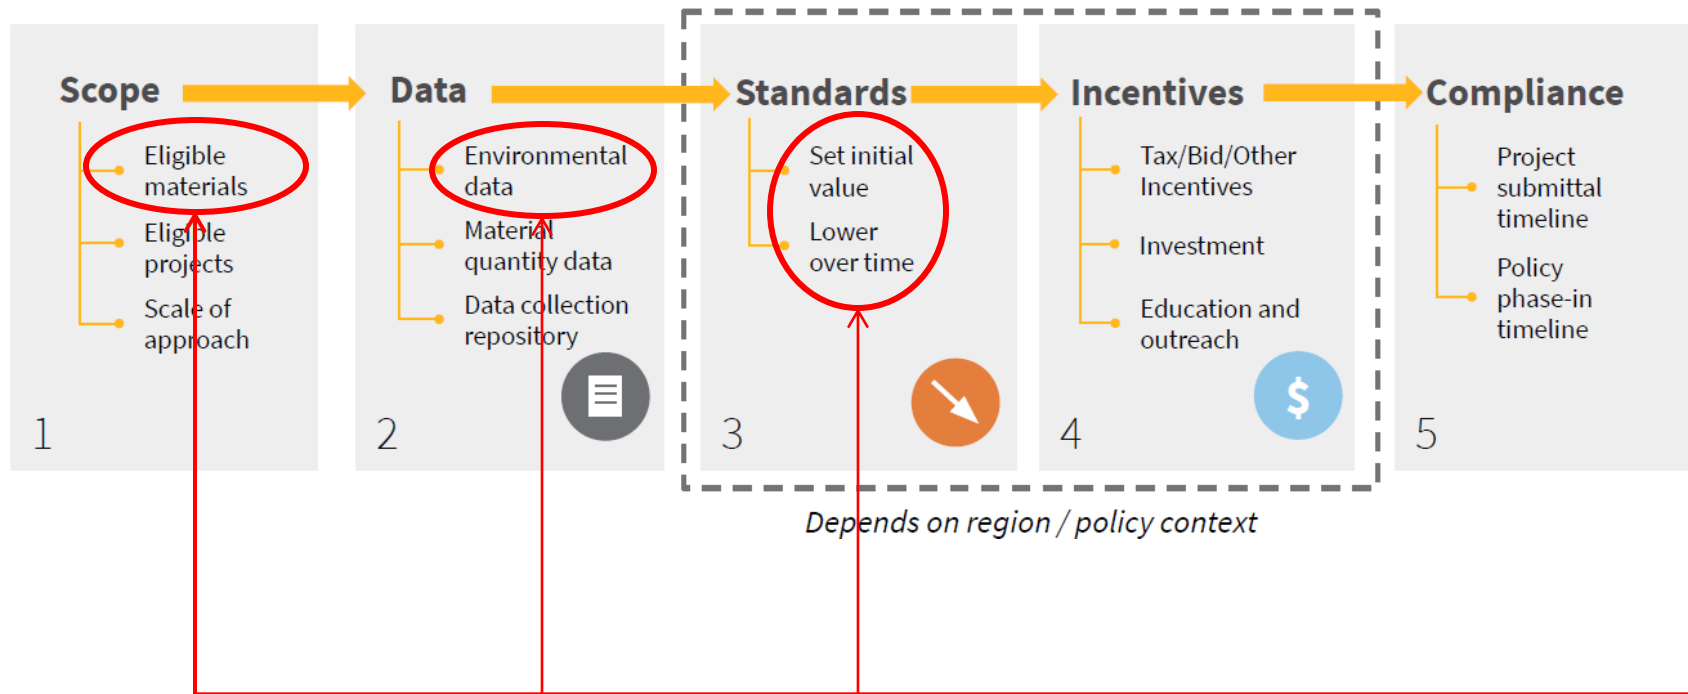 Scope
Eligible
materials
Eligible
projects
Scale of
approach
1
Data
Environmental
data
Material
quantity data
Data collection
repository
2
Standards
Set initial
value
Lower
over time
3
Incentives
Tax/Bid/Other
Incentives
Investment
Education and
outreach
$
4
Compliance
Project
submittal
timeline
Policy
phase-in
timeline
5
Depends on region / policy context